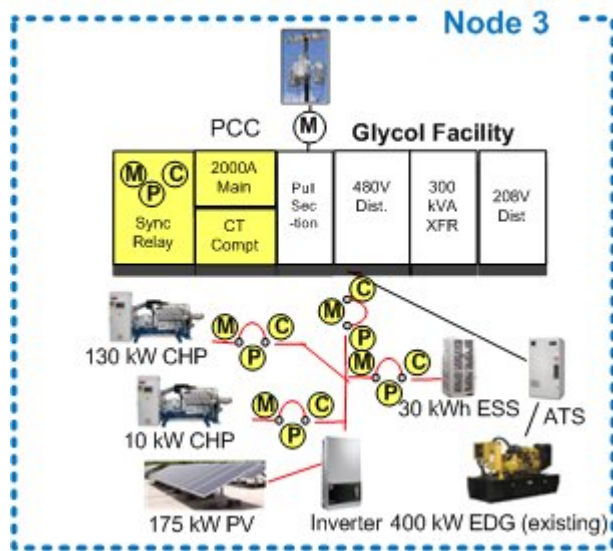 Node 3
PCC
M
Glycol Facility
M
P
C
Sync
Relay
2000A
Main
CT
Compt
Pull
Sec
-tion
480V
Dist.
300
kVA
XFR
208V
Dist
C
M
P
M
P
C
130 kW CHP
M
P
C
30 kWh ESS
ATS
M
P
C
10 kW CHP
175 kW PV
Inverter
400 kW EDG (existing)